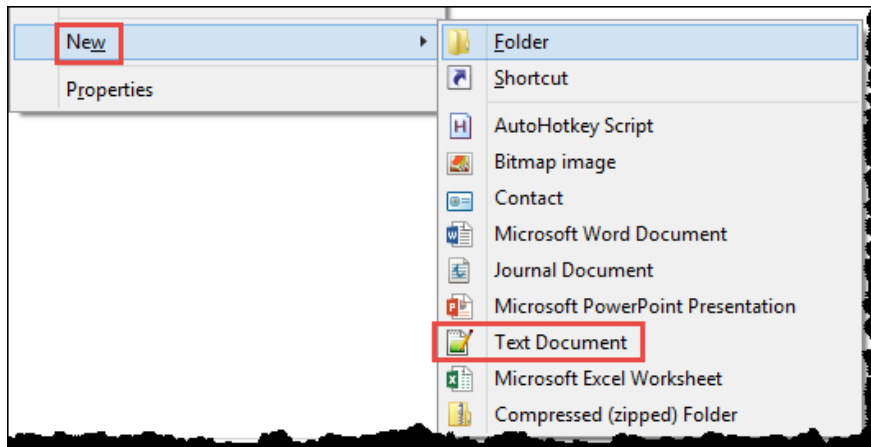 New
Properties
Folder
Shortcut
AutoHotkey Script
Bitmap image
Contact
Microsoft Word Document
Journal Document
Microsoft PowerPoint Presentation
Text Document
Microsoft Excel Worksheet
Compressed (zipped) Folder